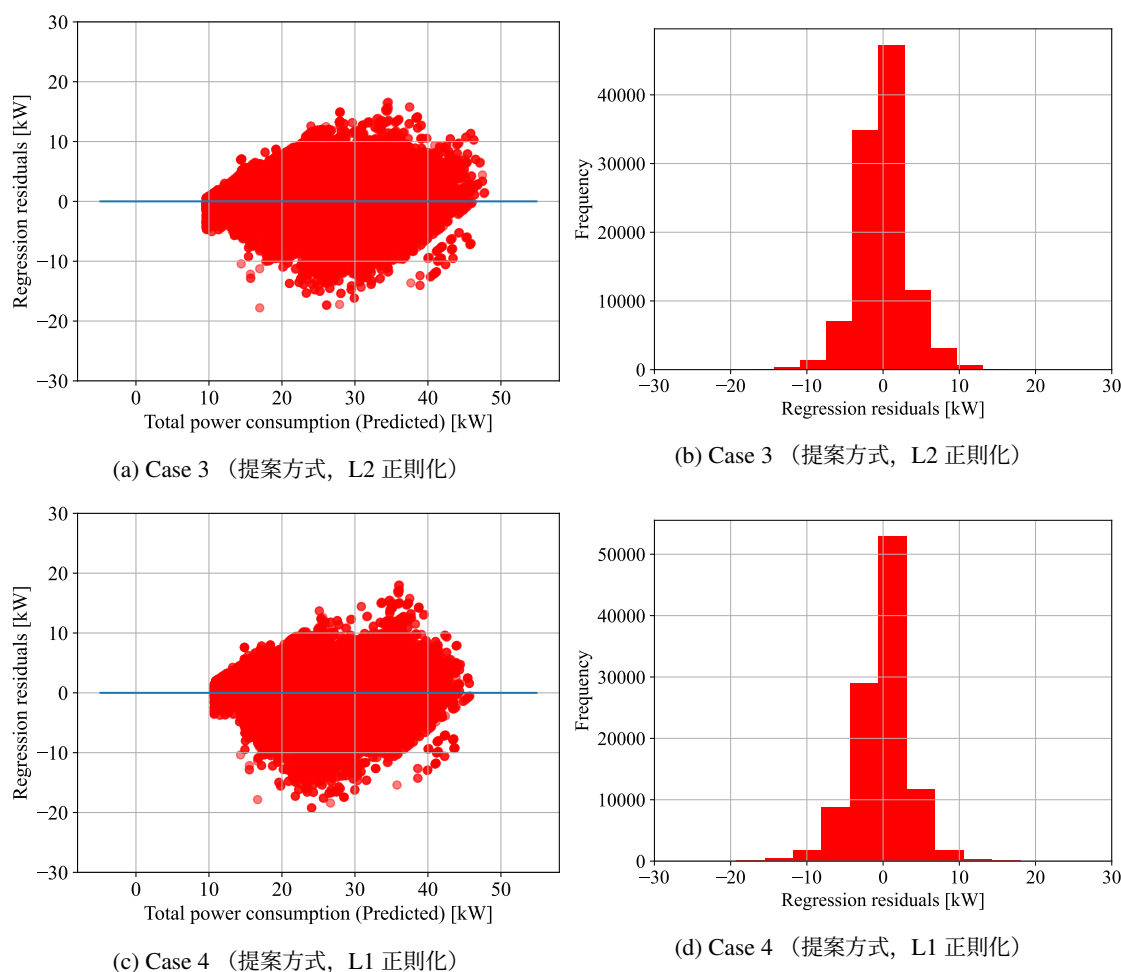 30
20
10
0
−10
−20
−30
Regression residuals [kW]
0 10 20 30 40 50
Total power consumption (Predicted) [kW]
(a) Case 3 （提案方式，L2 正則化）
40000
30000
20000
10000
0
Frequency
−30 −20 −10 0 10 20 30
Regression residuals [kW]
(b) Case 3 （提案方式，L2 正則化）
30
20
10
0
−10
−20
−30
Regression residuals [kW]
0 10 20 30 40 50
Total power consumption (Predicted) [kW]
(c) Case 4 （提案方式，L1 正則化）
50000
40000
30000
20000
10000
0
Frequency
−30 −20 −10 0 10 20 30
Regression residuals [kW]
(d) Case 4 （提案方式，L1 正則化）